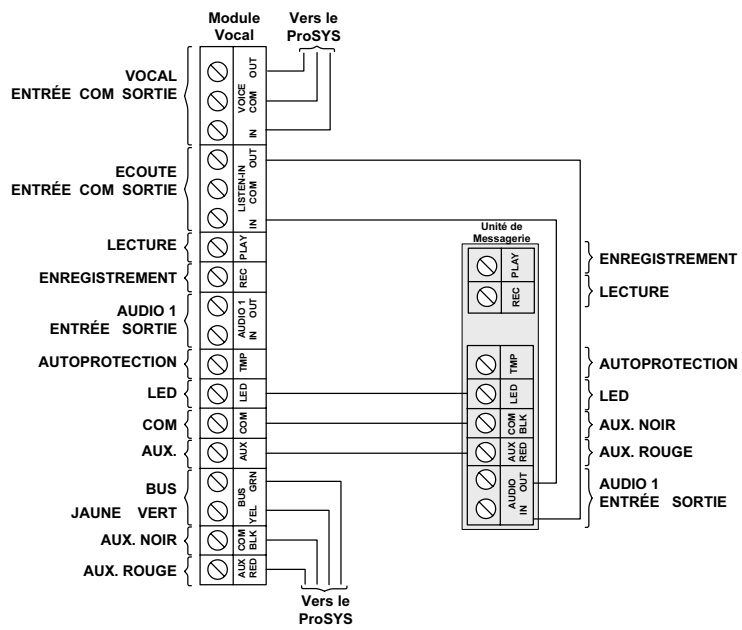 Module
Vocal
Vers le
ProSYS
VOCAL
ENTRÉE COM SORTIE
OUT
VOICE
COM
IN
ECOUTE
ENTRÉE COM SORTIE
OUT
LISTEN-IN
COM
IN
LECTURE
PLAY
ENREGISTREMENT
REC
AUDIO 1
ENTRÉE SORTIE
AUDIO 1
OUT
IN
AUTOPROTECTION
TMP
LED
LED
COM
COM
AUX.
AUX
BUS
JAUNE VERT
GRN
BUS
YEL
AUX. NOIR
COM
BLK
AUX. ROUGE
AUX
RED
Vers le
ProSYS
Unité de
Messagerie
PLAY
ENREGISTREMENT
REC
LECTURE
TMP
AUTOPROTECTION
LED
LED
COM
BLK
AUX. NOIR
AUX
RED
AUX. ROUGE
AUDIO
OUT
IN
AUDIO 1
ENTRÉE SORTIE